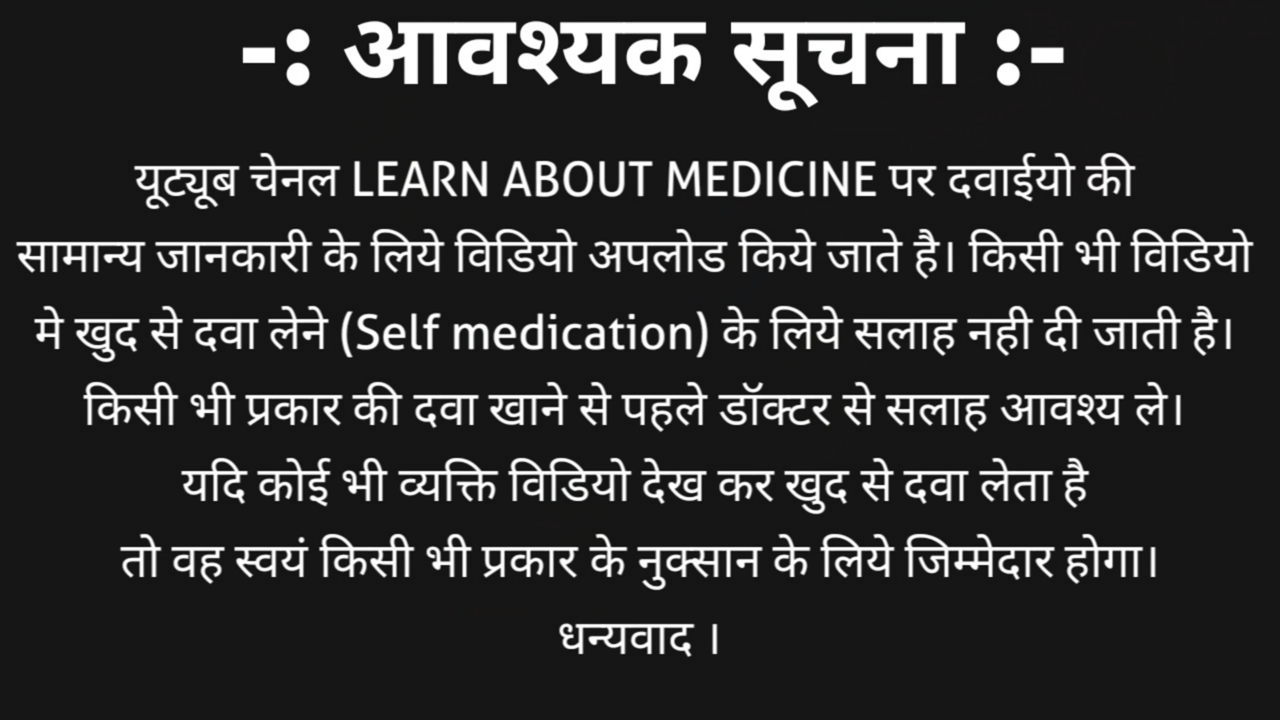 -: आवश्यक सूचना :-
यूट्यूब चेनल LEARN ABOUT MEDICINE पर दवाईयो की
सामान्य जानकारी के लिये विडियो अपलोड किये जाते है। किसी भी विडियो
मे खुद से दवा लेने (Self medication) के लिये सलाह नही दी जाती है।
किसी भी प्रकार की दवा खाने से पहले डॉक्टर से सलाह आवश्य ले।
यदि कोई भी व्यक्ति विडियो देख कर खुद से दवा लेता है
तो वह स्वयं किसी भी प्रकार के नुक्सान के लिये जिम्मेदार होगा।
धन्यवाद ।